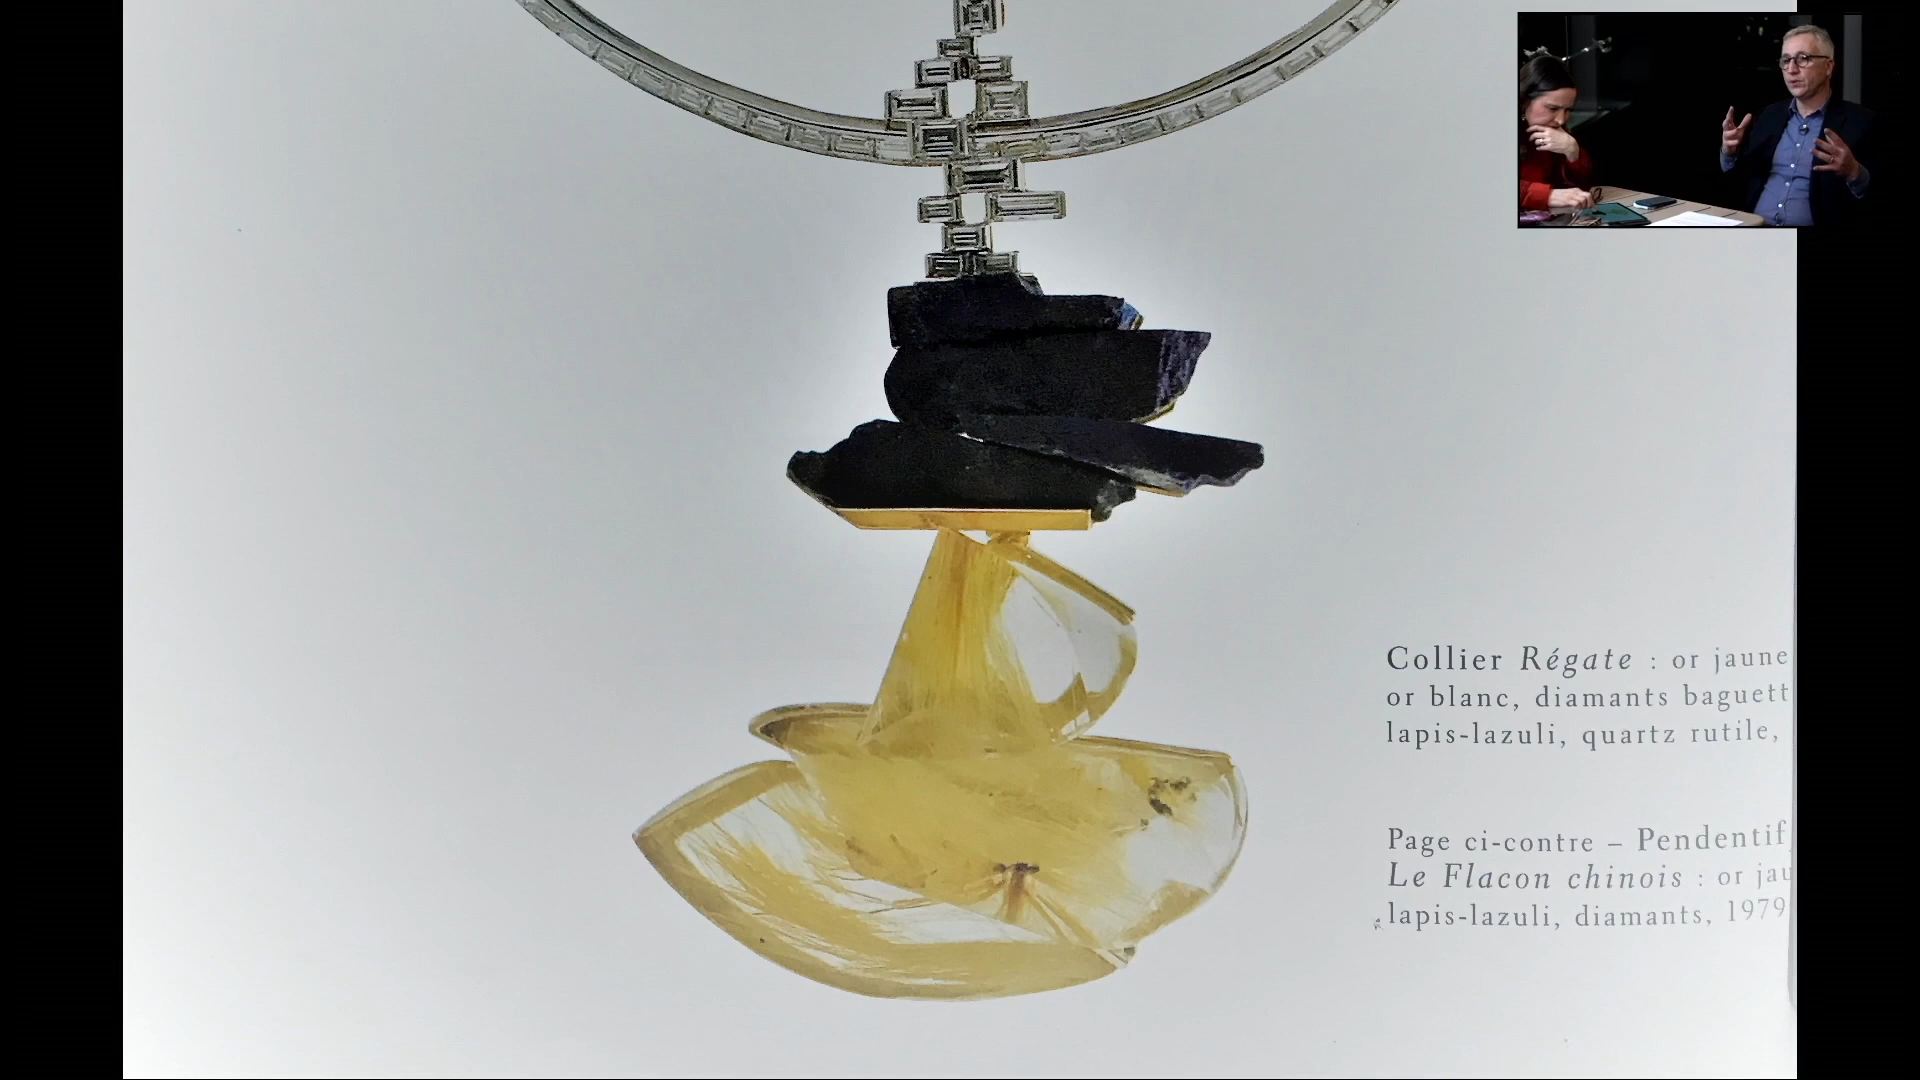 Collier Régate : or jaune
or blanc, diamants baguett
lapis-lazuli, quartz rutile,
Page ci-contre – Pendentif
Le Flacon chinois : or jau
lapis-lazuli, diamants, 1979